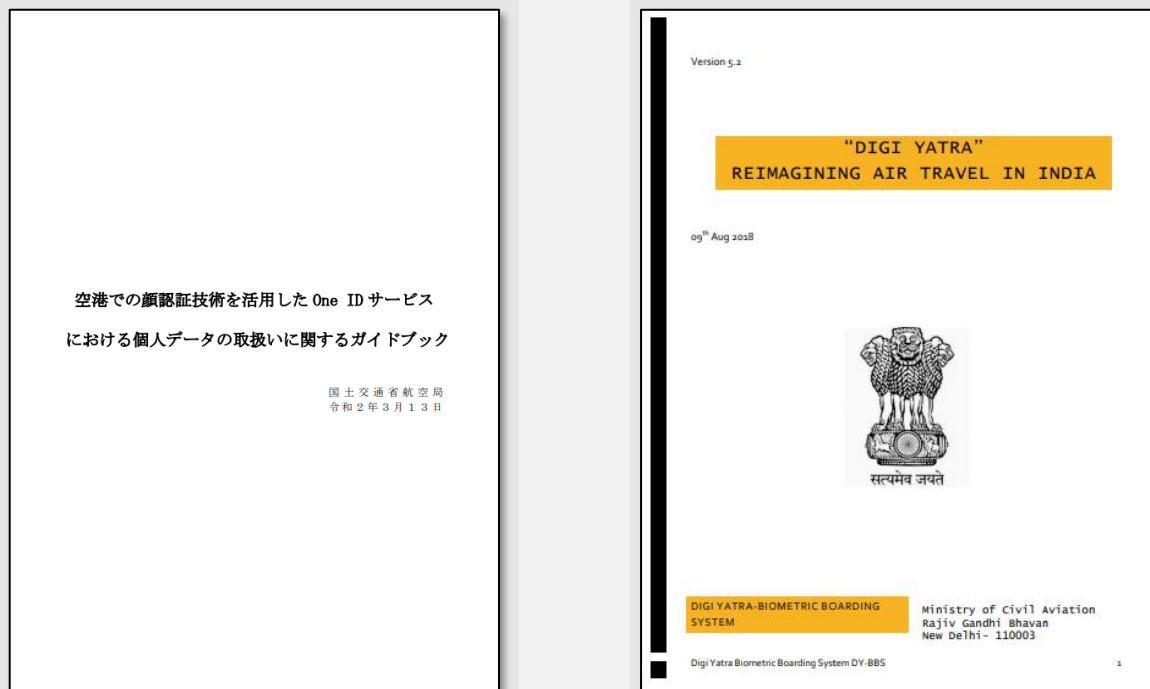 空港での顔認証技術を活用した One ID サービス
における個人データの取扱いに関するガイドブック
国土交通省航空局
令和２年３月１３日
Version 5.2
“DIGI YATRA”
REIMAGINING AIR TRAVEL IN INDIA
09th Aug 2018
सत्यमेव जयते
DIGI YATRA-BIOMETRIC BOARDING
SYSTEM
Ministry of Civil Aviation
Rajiv Gandhi Bhavan
New Delhi- 110003
Digi Yatra Biometric Boarding System DY-BBS
1